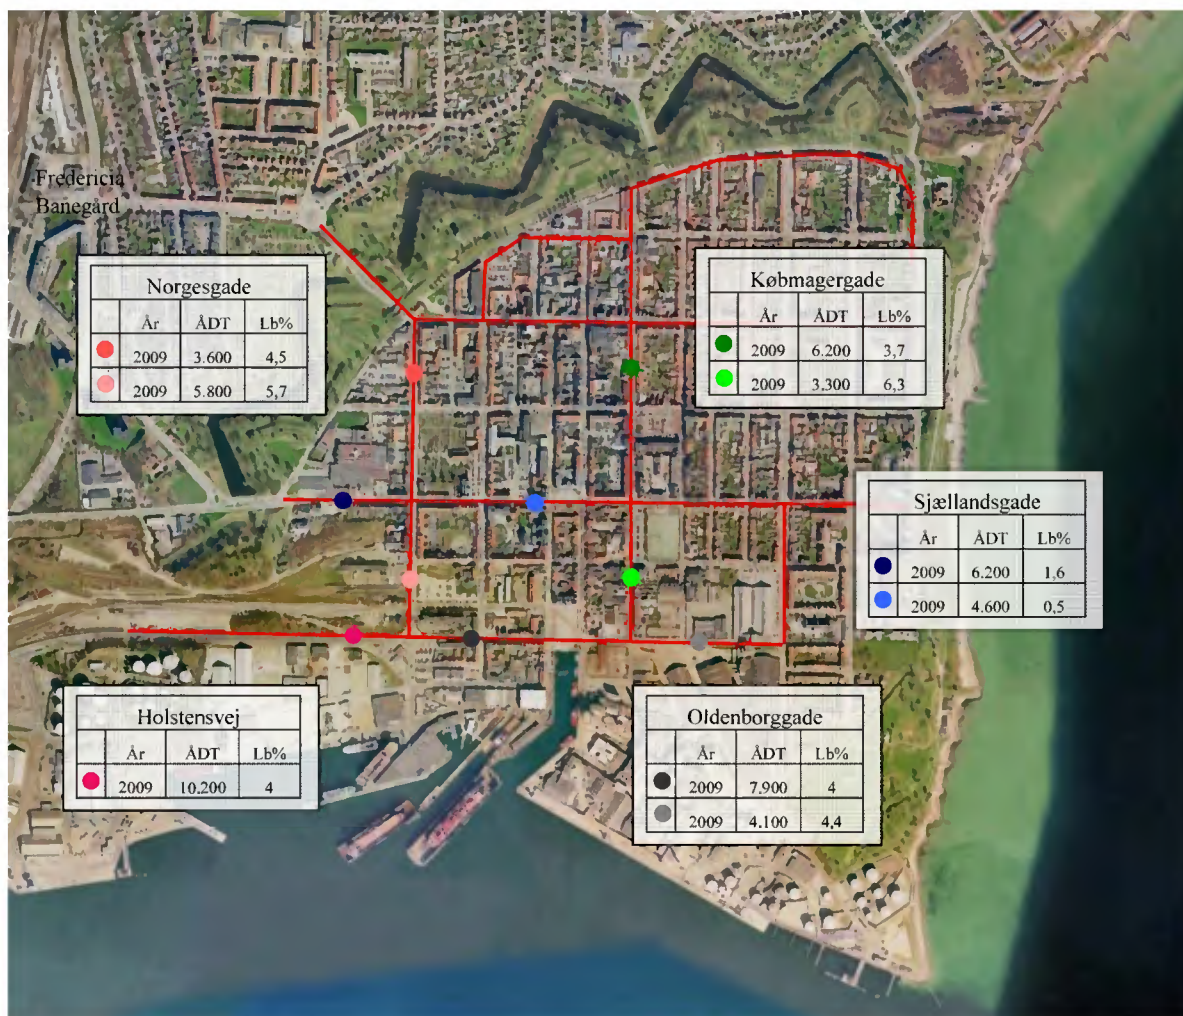 Fredericia
Banegård
Norgesgade
År ÅDT Lb%
2009 3.600 4,5
2009 5.800 5,7
Købmagergade
År ÅDT Lb%
2009 6.200 3,7
2009 3.300 6,3
Sjællandsgade
År ÅDT Lb%
2009 6.200 1,6
2009 4.600 0,5
Holstensvej
År ÅDT Lb%
2009 10.200 4
Oldenborggade
År ÅDT Lb%
2009 7.900 4
2009 4.100 4,4